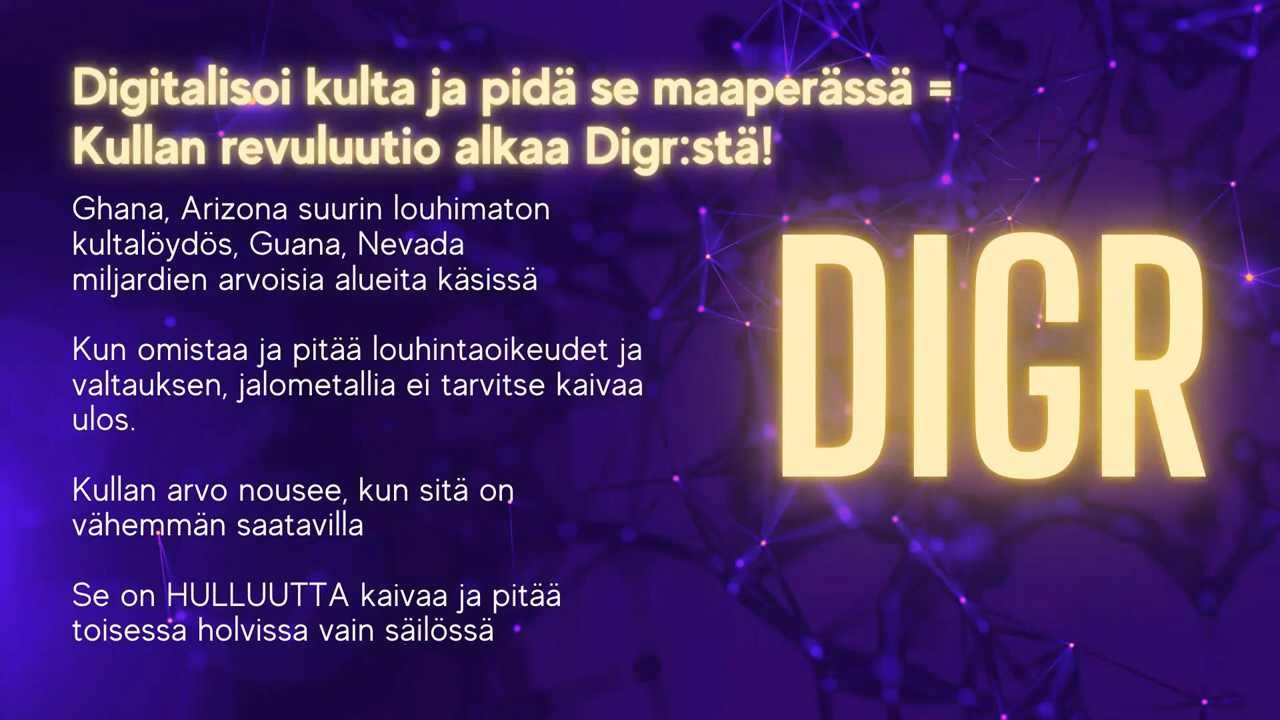 Digitalisoi kulta ja pidä se maaperässä =
Kullan revuluutio alkaa Digr:stä!
Ghana, Arizona suurin louhimaton
kultalöydös, Guana, Nevada
miljardien arvoisia alueita käsissä
Kun omistaa ja pitää louhintaoikeudet ja
valtauksen, jalometallia ei tarvitse kaivaa
ulos.
Kullan arvo nousee, kun sitä on
vähemmän saatavilla
Se on HULLUUTTA kaivaa ja pitää
toisessa holvissa vain säilössä
DIGR